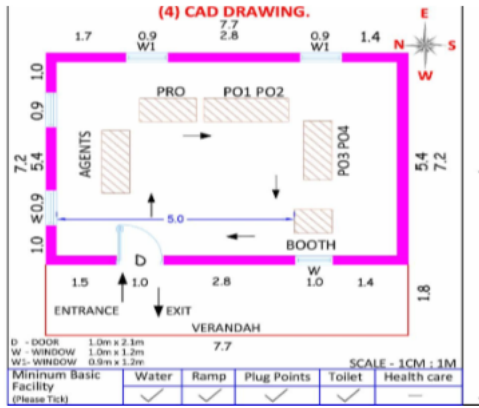 (4) CAD DRAWING.
7.7
1.7 0.9 2.8 0.9 1.4
W1 W1
E
N S
W
1.0
0.9
7.2
5.4
W 0.9
1.0
PRO PO1 PO2
AGENTS
PO3 PO4
5.0
BOOTH
D
W
5.4
7.2
1.5 1.0 2.8 1.0 1.4
1.8
ENTRANCE EXIT
VERANDAH
7.7
D - DOOR 1.0m x 2.1m
W - WINDOW 1.0m x 1.2m
W1- WINDOW 0.9m x 1.2m
SCALE - 1CM : 1M
Mininum Basic Facility (Please Tick) Water Ramp Plug Points Toilet Health care